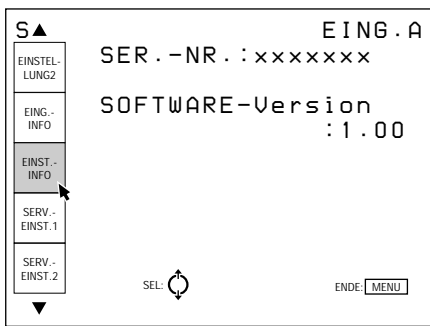 S▲
EING.A
EINSTEL-
LUNG2
EING.-
INFO
EINST.-
INFO
SERV.-
EINST.1
SERV.-
EINST.2
▼
SER.-NR.:xxxxxxx
SOFTWARE-Version
:1.00
SEL:
ENDE: MENU